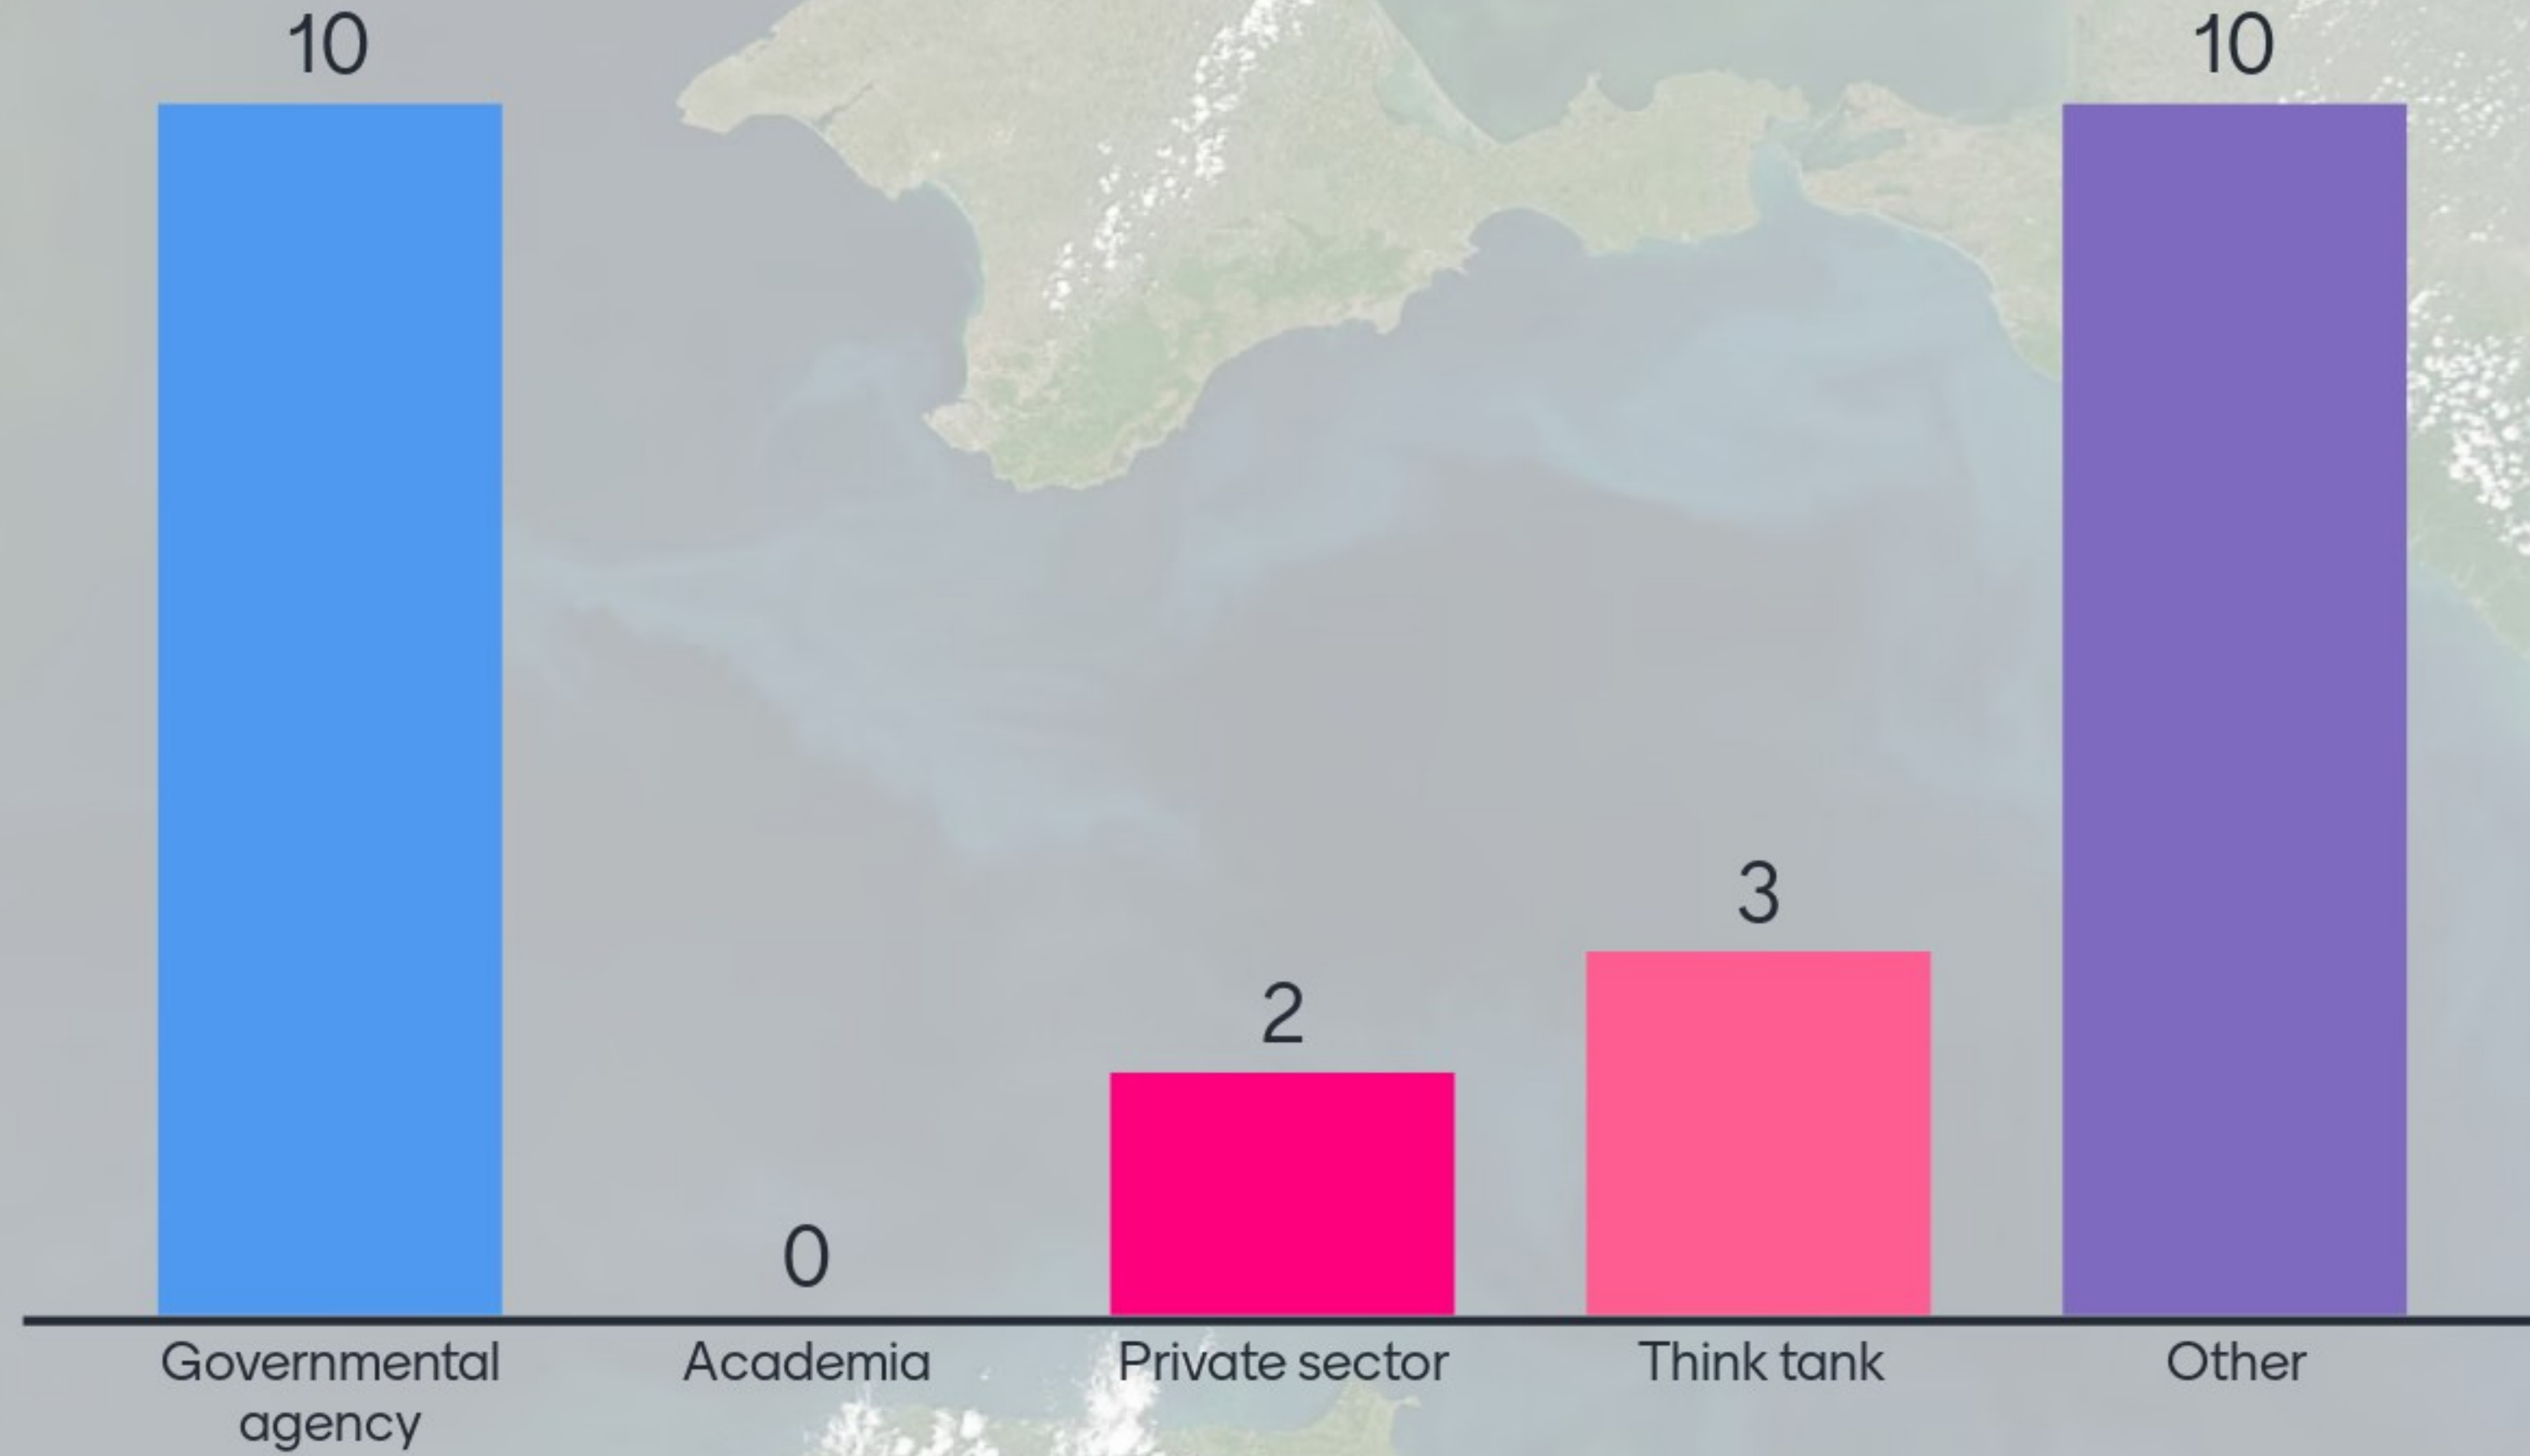 10
10
3
2
0
Governmental
agency
Academia
Private sector
Think tank
Other